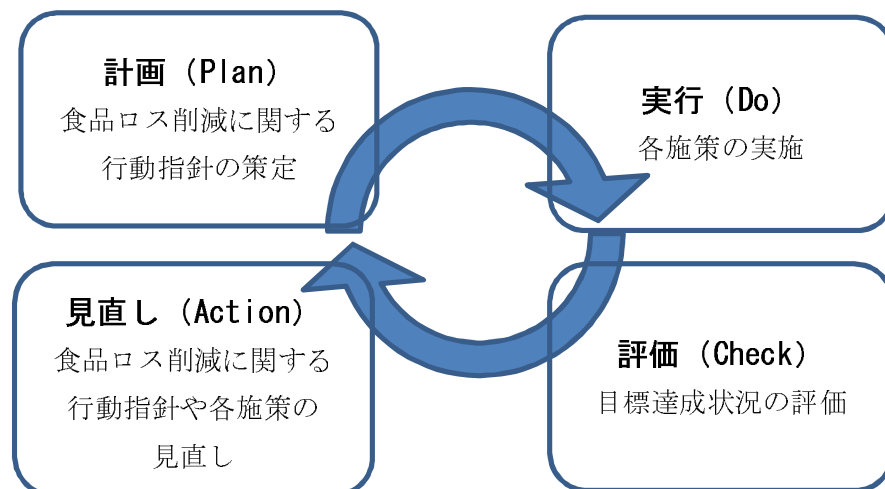 計画（Plan）
食品ロス削減に関する
行動指針の策定
実行（Do）
各施策の実施
見直し（Action）
食品ロス削減に関する
行動指針や各施策の
見直し
評価（Check）
目標達成状況の評価